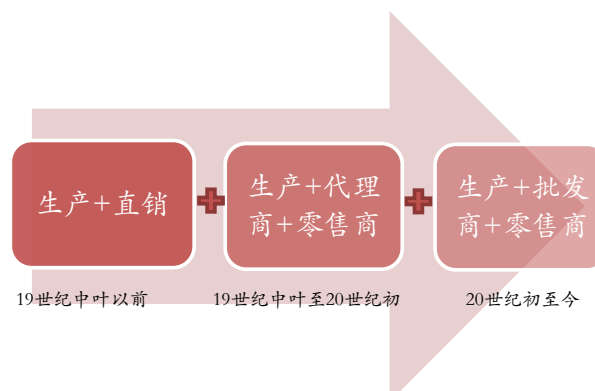 生产+直销
生产+代理
商+零售商
生产+批发
商+零售商
19世纪中叶以前
19世纪中叶至20世纪初
20世纪初至今